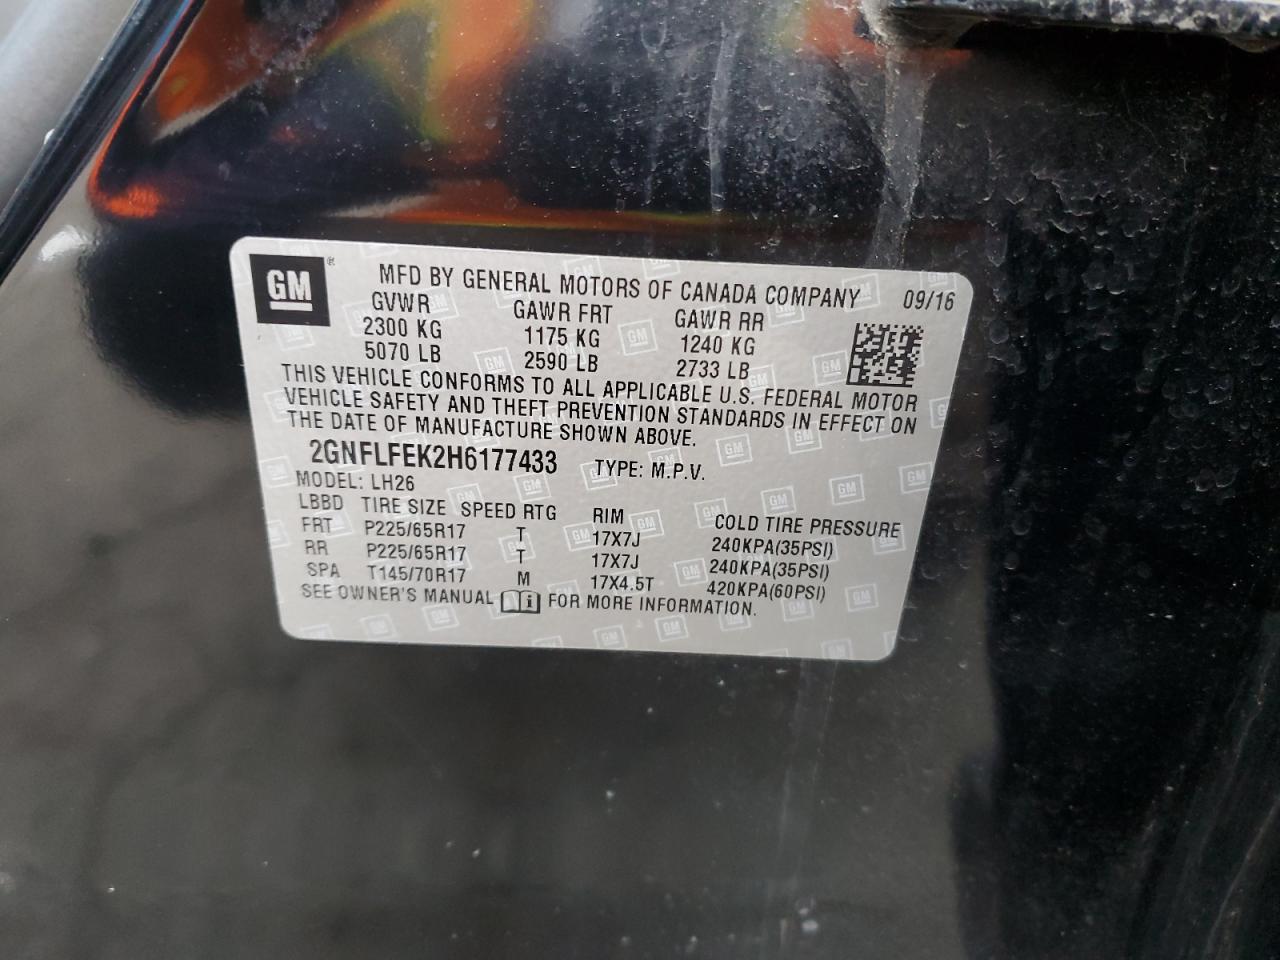 GM ®
MFD BY GENERAL MOTORS OF CANADA COMPANY 09/16
GVWR GAWR FRT GAWR RR
2300 KG 1175 KG 1240 KG
5070 LB 2590 LB 2733 LB
THIS VEHICLE CONFORMS TO ALL APPLICABLE U.S. FEDERAL MOTOR
VEHICLE SAFETY AND THEFT PREVENTION STANDARDS IN EFFECT ON
THE DATE OF MANUFACTURE SHOWN ABOVE.
2GNFLFEK2H6177433 TYPE: M.P.V.
MODEL: LH26
LBBD TIRE SIZE SPEED RTG RIM COLD TIRE PRESSURE
FRT P225/65R17 T 17X7J 240KPA(35PSI)
RR P225/65R17 T 17X7J 240KPA(35PSI)
SPA T145/70R17 M 17X4.5T 420KPA(60PSI)
SEE OWNER'S MANUAL i FOR MORE INFORMATION.